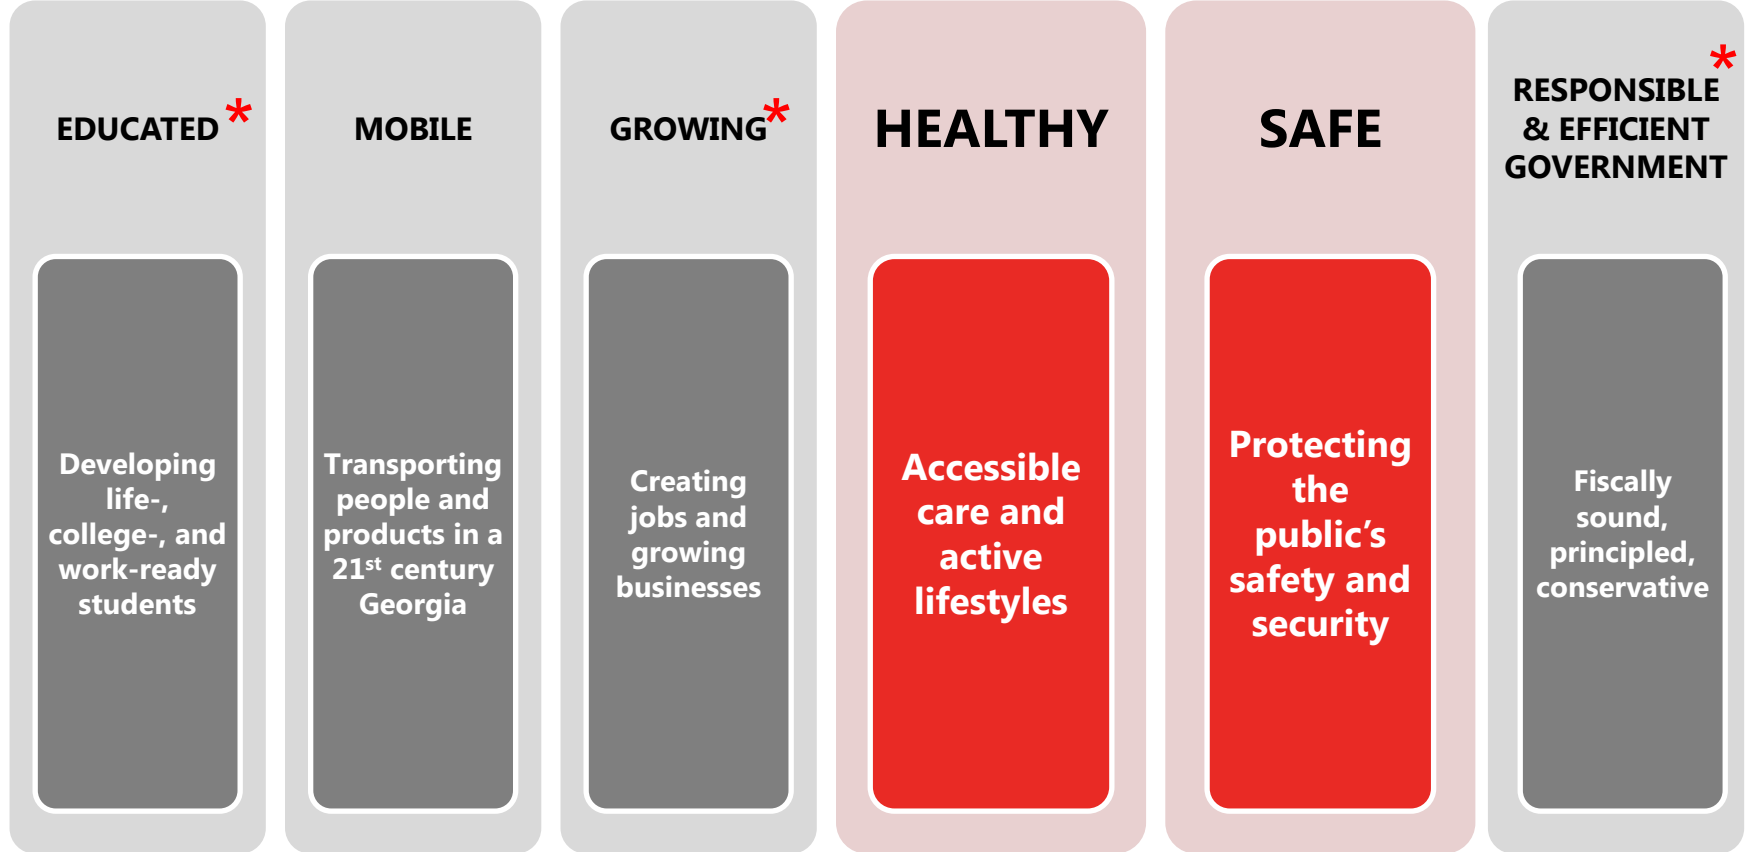 EDUCATED *
MOBILE
GROWING *
HEALTHY
SAFE
*
RESPONSIBLE
& EFFICIENT
GOVERNMENT
Developing
life-,
college-, and
work-ready
students
Transporting
people and
products in a
21st century
Georgia
Creating
jobs and
growing
businesses
Accessible
care and
active
lifestyles
Protecting
the
public’s
safety and
security
Fiscally
sound,
principled,
conservative